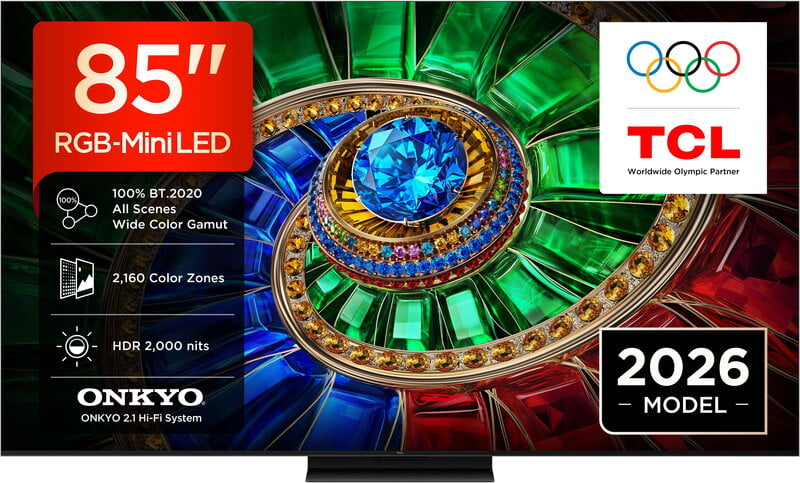 85"
RGB-Mini LED
100%
100% BT.2020
All Scenes
Wide Color Gamut
2,160 Color Zones
HDR 2,000 nits
ONKYO
ONKYO 2.1 Hi-Fi System
TCL
Worldwide Olympic Partner
2026
MODEL
TCL